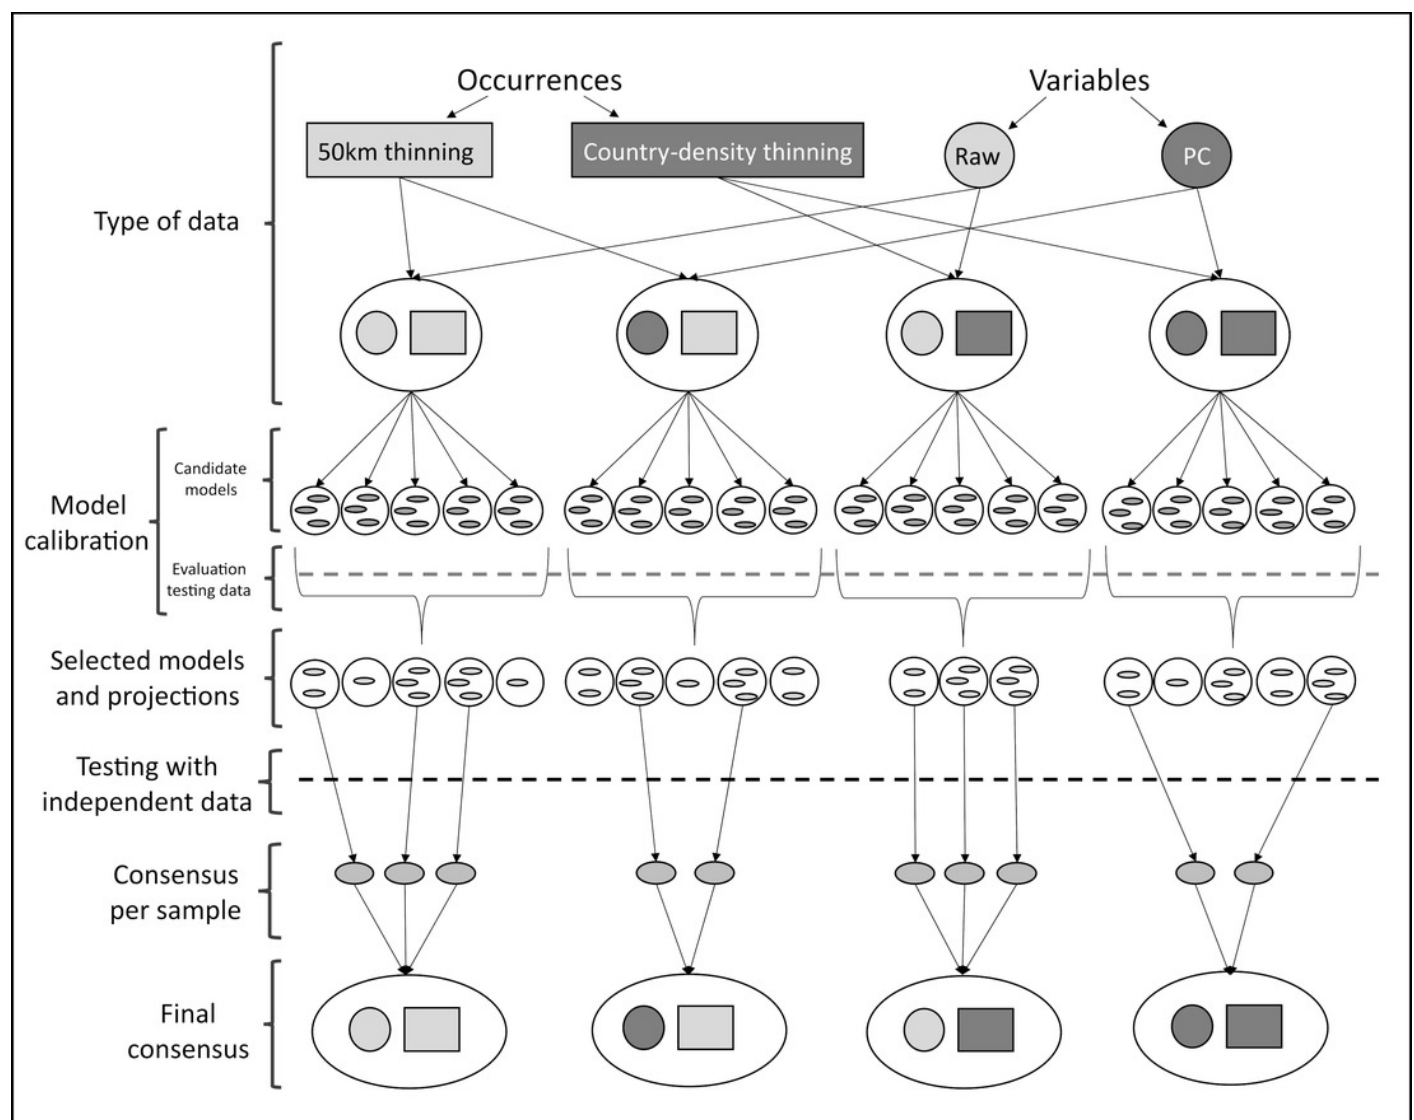 Occurrences
Variables
50km thinning
Country-density thinning
Raw
PC
Type of data
Candidate
models
Model
calibration
Evaluation
testing data
Selected models
and projections
Testing with
independent data
Consensus
per sample
Final
consensus